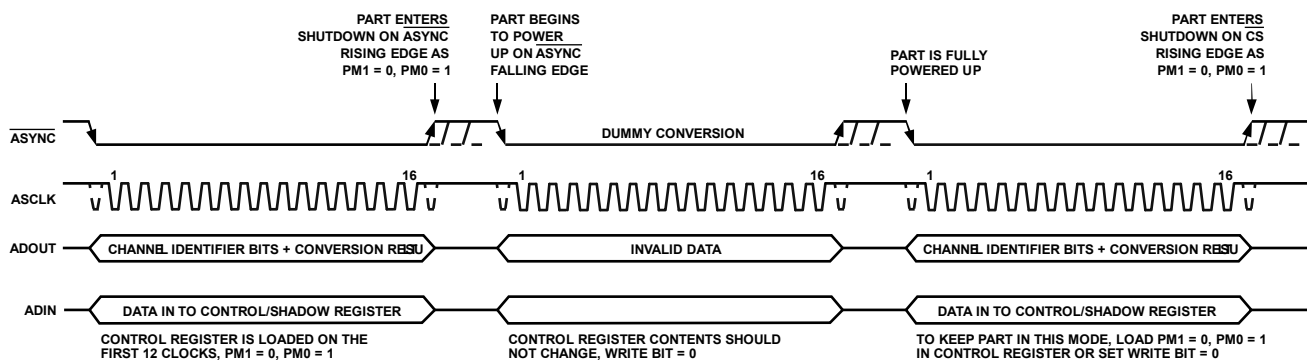 PART ENTERS
SHUTDOWN ON ASYNC
RISING EDGE AS
PM1 = 0, PM0 = 1
PART BEGINS
TO POWER
UP ON ASYNC
FALLING EDGE
PART IS FULLY
POWERED UP
PART ENTERS
SHUTDOWN ON CS
RISING EDGE AS
PM1 = 0, PM0 = 1
ASYNC
DUMMY CONVERSION
ASCLK
1 16 1 16 1 16
ADOUT
CHANNEL IDENTIFIER BITS + CONVERSION RESULT
INVALID DATA
CHANNEL IDENTIFIER BITS + CONVERSION RESULT
ADIN
DATA IN TO CONTROL/SHADOW REGISTER
DATA IN TO CONTROL/SHADOW REGISTER
CONTROL REGISTER IS LOADED ON THE
FIRST 12 CLOCKS, PM1 = 0, PM0 = 1
CONTROL REGISTER CONTENTS SHOULD
NOT CHANGE, WRITE BIT = 0
TO KEEP PART IN THIS MODE, LOAD PM1 = 0, PM0 = 1
IN CONTROL REGISTER OR SET WRITE BIT = 0